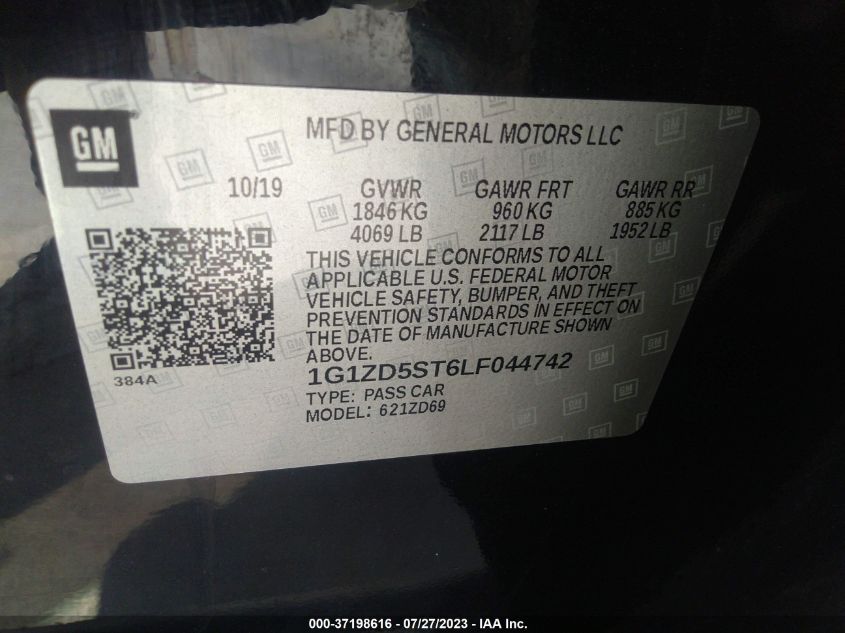 GM
MFD BY GENERAL MOTORS LLC
10/19 GVWR GAWR FRT GAWR RR
1846 KG 960 KG 885 KG
4069 LB 2117 LB 1952 LB
THIS VEHICLE CONFORMS TO ALL
APPLICABLE U.S. FEDERAL MOTOR
VEHICLE SAFETY, BUMPER, AND THEFT
PREVENTION STANDARDS IN EFFECT ON
THE DATE OF MANUFACTURE SHOWN
ABOVE.
384A
1G1ZD5ST6LF044742
TYPE: PASS CAR
MODEL: 621ZD69
000-37198616 - 07/27/2023 - IAA Inc.